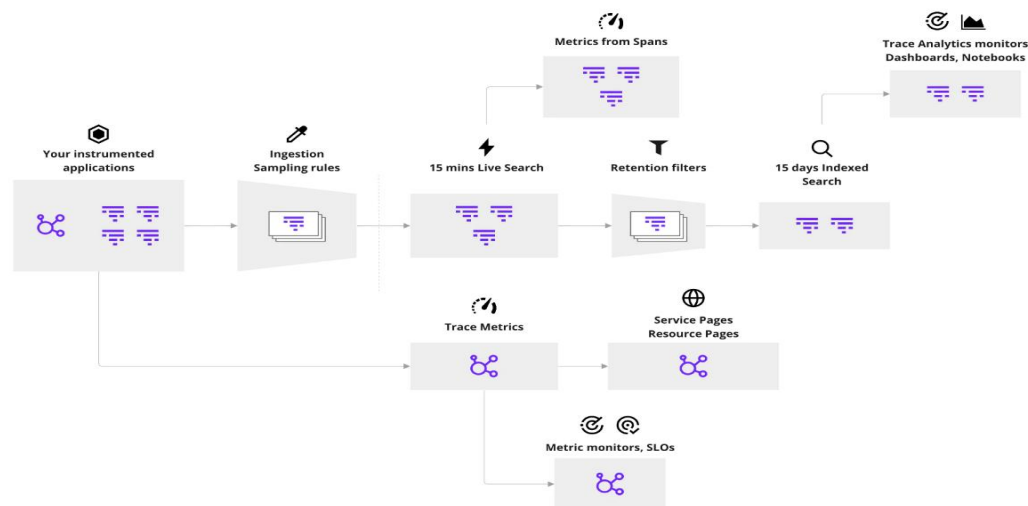 Metrics from Spans
Trace Analytics monitors
Dashboards, Notebooks
Your instrumented
applications
Ingestion
Sampling rules
15 mins Live Search
Retention filters
15 days Indexed
Search
Trace Metrics
Service Pages
Resource Pages
Metric monitors, SLOs